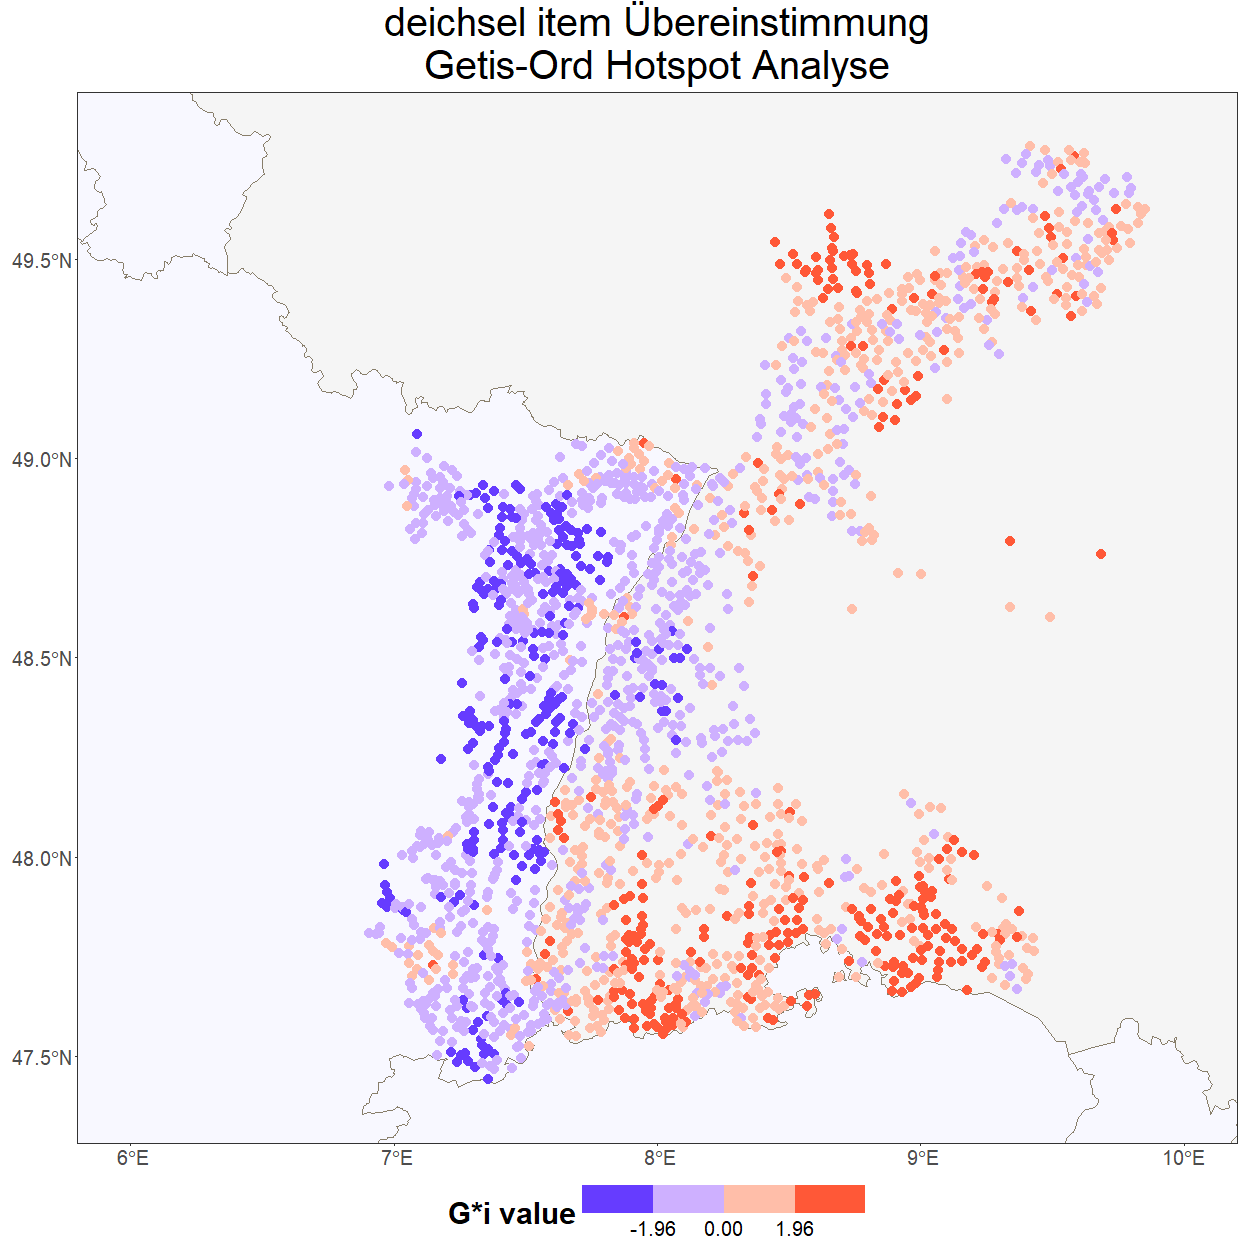 deichsel item Übereinstimmung
Getis-Ord Hotspot Analyse
49.5°N
49.0°N
48.5°N
48.0°N
47.5°N
6°E 7°E 8°E 9°E 10°E
G*i value
-1.96 0.00 1.96